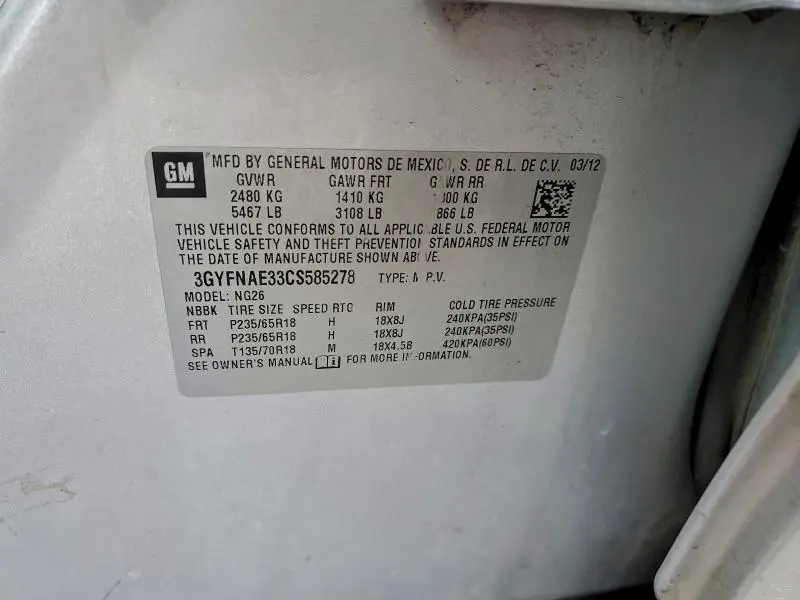 GM
MFD BY GENERAL MOTORS DE MEXICO, S. DE R.L. DE C.V. 03/12
GVWR GAWR FRT GAWR RR
2480 KG 1410 KG 300 KG
5467 LB 3108 LB 866 LB
THIS VEHICLE CONFORMS TO ALL APPLICABLE U.S. FEDERAL MOTOR
VEHICLE SAFETY AND THEFT PREVENTION STANDARDS IN EFFECT ON
THE DATE OF MANUFACTURE SHOWN ABOVE.
3GYFNAE33CS585278 TYPE: M.P.V.
MODEL: NG26
NBBK TIRE SIZE SPEED RTG RIM COLD TIRE PRESSURE
FRT P235/65R18 H 18X8J 240KPA(35PSI)
RR P235/65R18 H 18X8J 240KPA(35PSI)
SPA T135/70R18 M 18X4.5B 420KPA(60PSI)
SEE OWNER'S MANUAL FOR MORE INFORMATION.